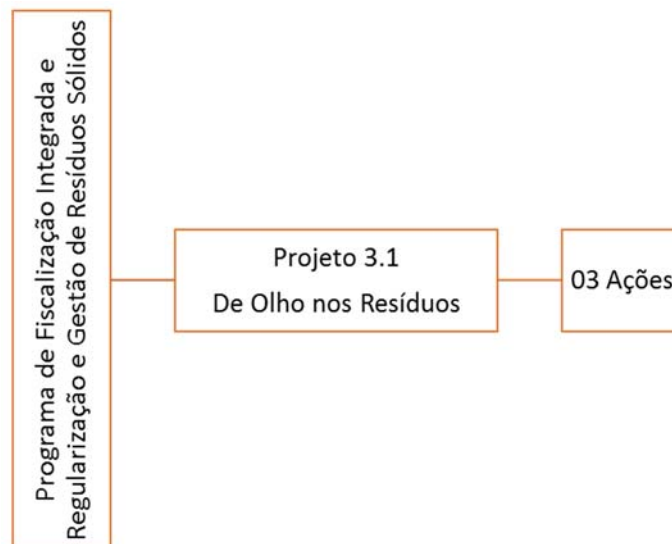 Programa de Fiscalização Integrada e
Regularização e Gestão de Resíduos Sólidos
Projeto 3.1
De Olho nos Resíduos
03 Ações